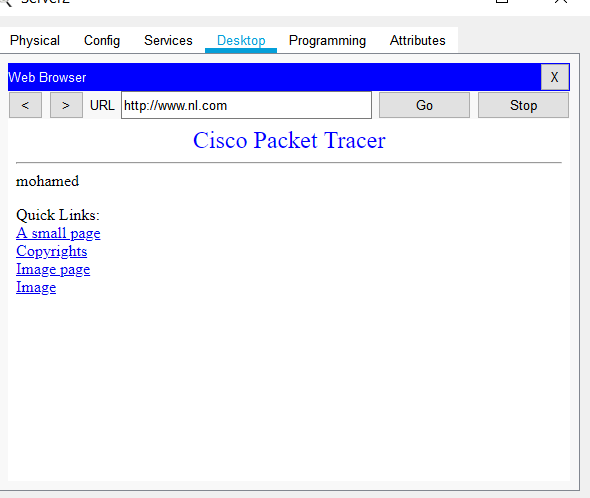 Server2
Physical Config Services Desktop Programming Attributes
Web Browser X
< > URL http://www.nl.com Go Stop
Cisco Packet Tracer
mohamed
Quick Links:
A small page
Copyrights
Image page
Image